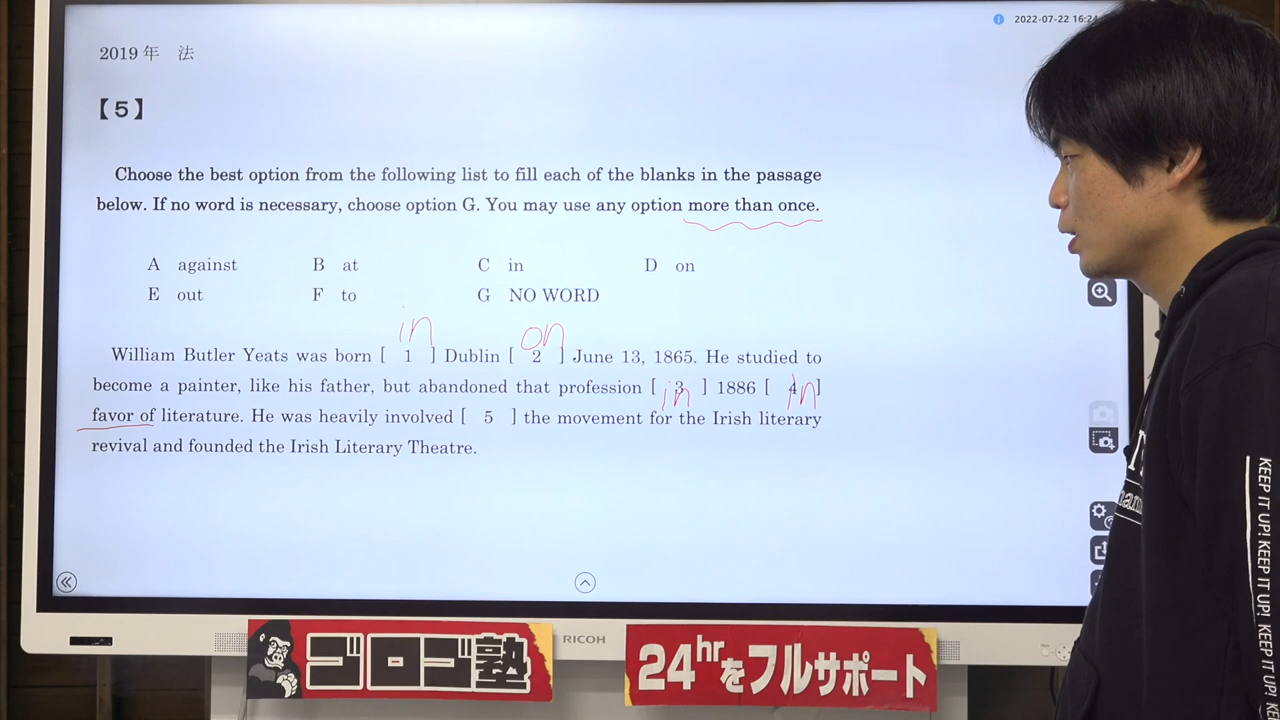 2022-07-22 16:24
2019年 法
【5】
Choose the best option from the following list to fill each of the blanks in the passage
below. If no word is necessary, choose option G. You may use any option more than once.
A against B at C in D on
E out F to G NO WORD
in on
William Butler Yeats was born [ 1 ] Dublin [ 2 ] June 13, 1865. He studied to
become a painter, like his father, but abandoned that profession [ 3 ] 1886 [ 4 ]
in in
favor of literature. He was heavily involved [ 5 ] the movement for the Irish literary
revival and founded the Irish Literary Theatre.
KEEP IT UP! KEEP IT UP! KEEP IT UP! KEEP IT UP!
ゴロゴ塾
RICOH
24hrをフルサポート